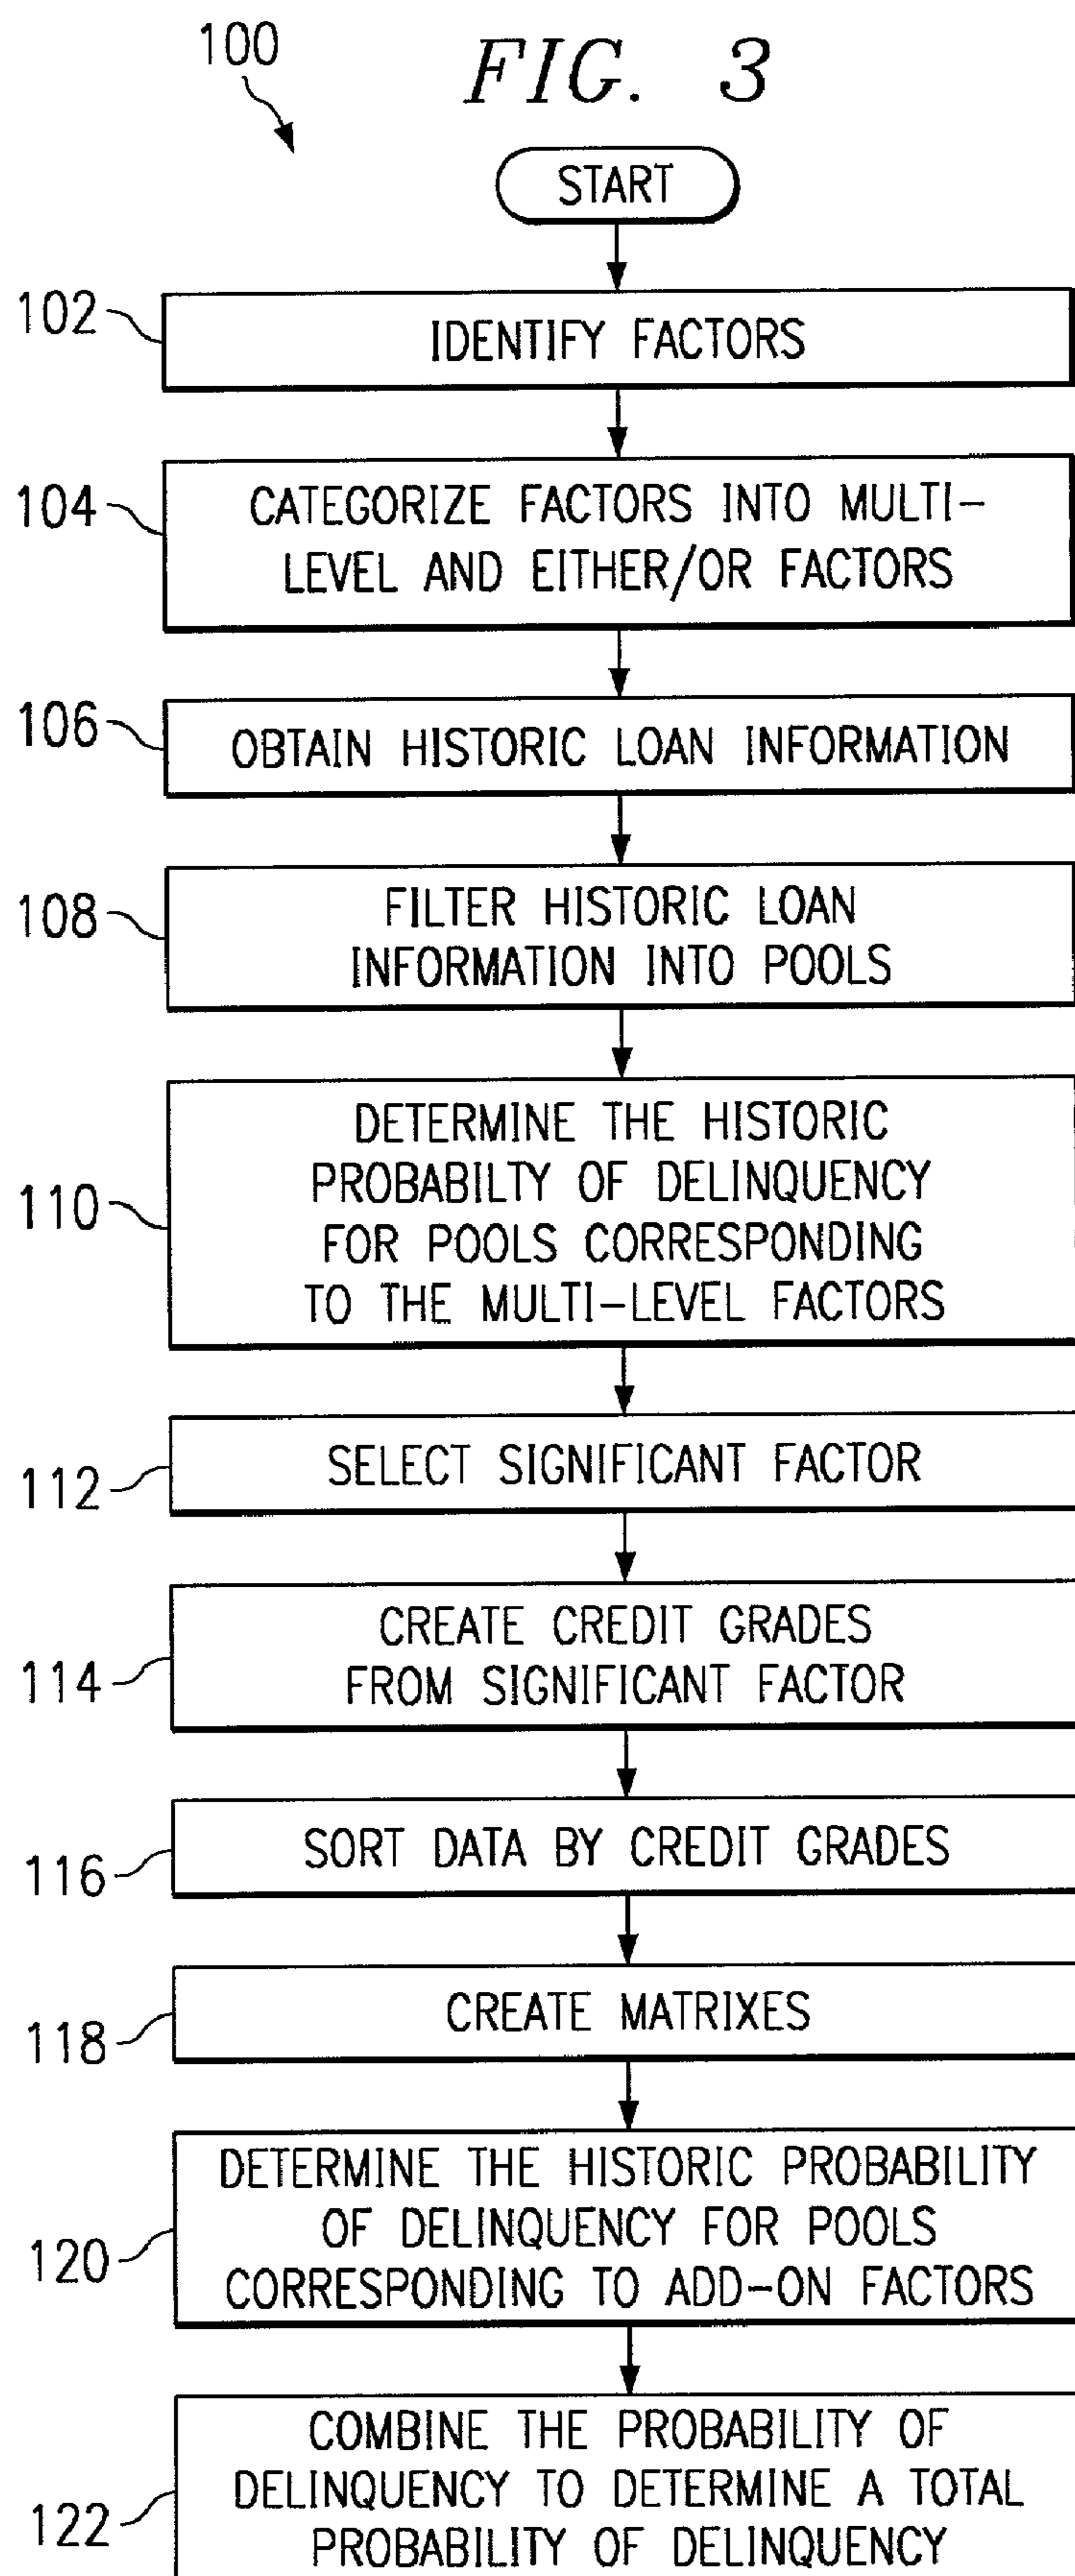 100
FIG. 3
START
102
IDENTIFY FACTORS
104
CATEGORIZE FACTORS INTO MULTI-
LEVEL AND EITHER/OR FACTORS
106
OBTAIN HISTORIC LOAN INFORMATION
108
FILTER HISTORIC LOAN
INFORMATION INTO POOLS
110
DETERMINE THE HISTORIC
PROBABILTY OF DELINQUENCY
FOR POOLS CORRESPONDING
TO THE MULTI-LEVEL FACTORS
112
SELECT SIGNIFICANT FACTOR
114
CREATE CREDIT GRADES
FROM SIGNIFICANT FACTOR
116
SORT DATA BY CREDIT GRADES
118
CREATE MATRIXES
120
DETERMINE THE HISTORIC PROBABILITY
OF DELINQUENCY FOR POOLS
CORRESPONDING TO ADD-ON FACTORS
122
COMBINE THE PROBABILITY OF
DELINQUENCY TO DETERMINE A TOTAL
PROBABILITY OF DELINQUENCY